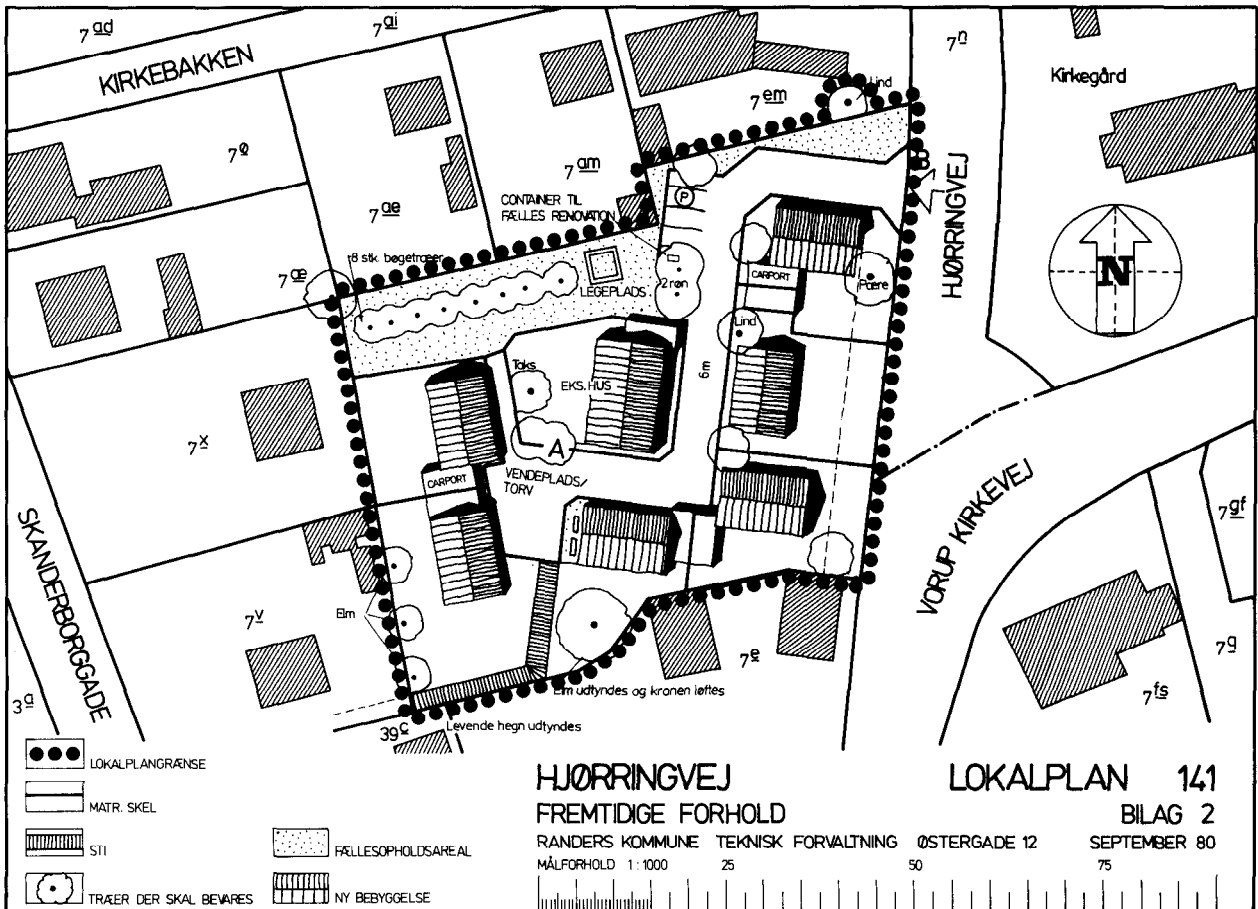 7ad
7ai
7n
KIRKEBAKKEN
Kirkegård
Lind
7em
7ø
7am
B
7ae
CONTAINER TIL
FÆLLES RENOVATION
P
HJØRRINGVEJ
N
7æ
18 stk. bøgetræer
LEGEPLADS
2 røn
CARPORT
Pære
Lind
6m
Taks
EKS. HUS
7x
A
CARPORT
VENDEPLADS/
TORV
SKANDERBORGGADE
VORUP KIRKEVEJ
7gf
Elm
7v
7e
7g
7fs
3a
Elm udtyndes og kronen løftes
39c
Levende hegn udtyndes
LOKALPLANGRÆNSE
MATR. SKEL
STI
TRÆER DER SKAL BEVARES
FÆLLESOPHOLDSAREAL
NY BEBYGGELSE
HJØRRINGVEJ LOKALPLAN 141
FREMTIDIGE FORHOLD BILAG 2
RANDERS KOMMUNE TEKNISK FORVALTNING ØSTERGADE 12 SEPTEMBER 80
MÅLFORHOLD 1:1000 25 50 75